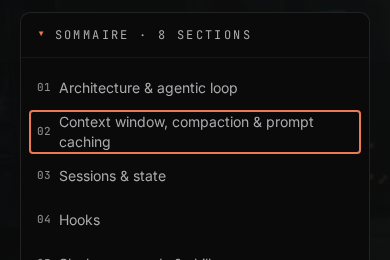 ▼ SOMMAIRE · 8 SECTIONS
01 Architecture & agentic loop
02 Context window, compaction & prompt
caching
03 Sessions & state
04 Hooks